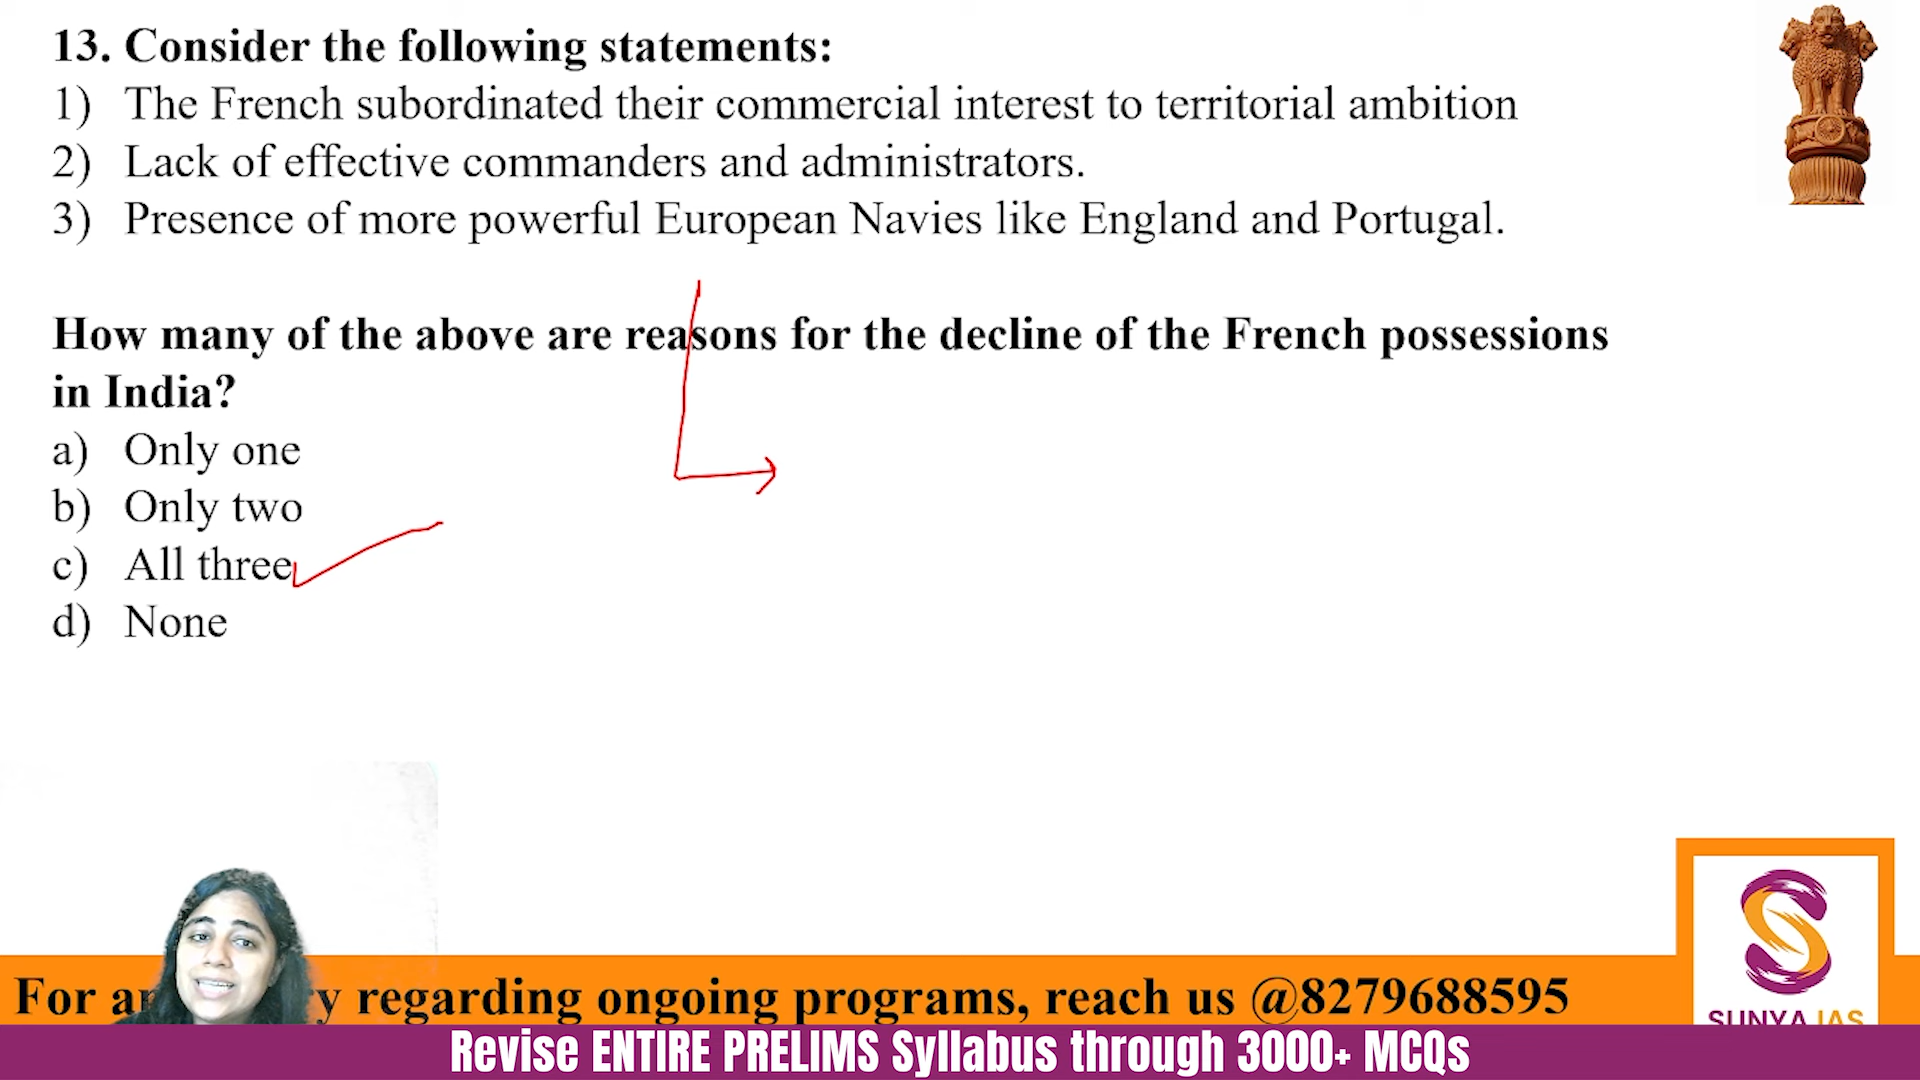 13. Consider the following statements:
1) The French subordinated their commercial interest to territorial ambition
2) Lack of effective commanders and administrators.
3) Presence of more powerful European Navies like England and Portugal.
How many of the above are reasons for the decline of the French possessions
in India?
a) Only one
b) Only two
c) All three
d) None
For regarding ongoing programs, reach us @8279688595
SUNYA IAS
Revise ENTIRE PRELIMS Syllabus through 3000+ MCQs